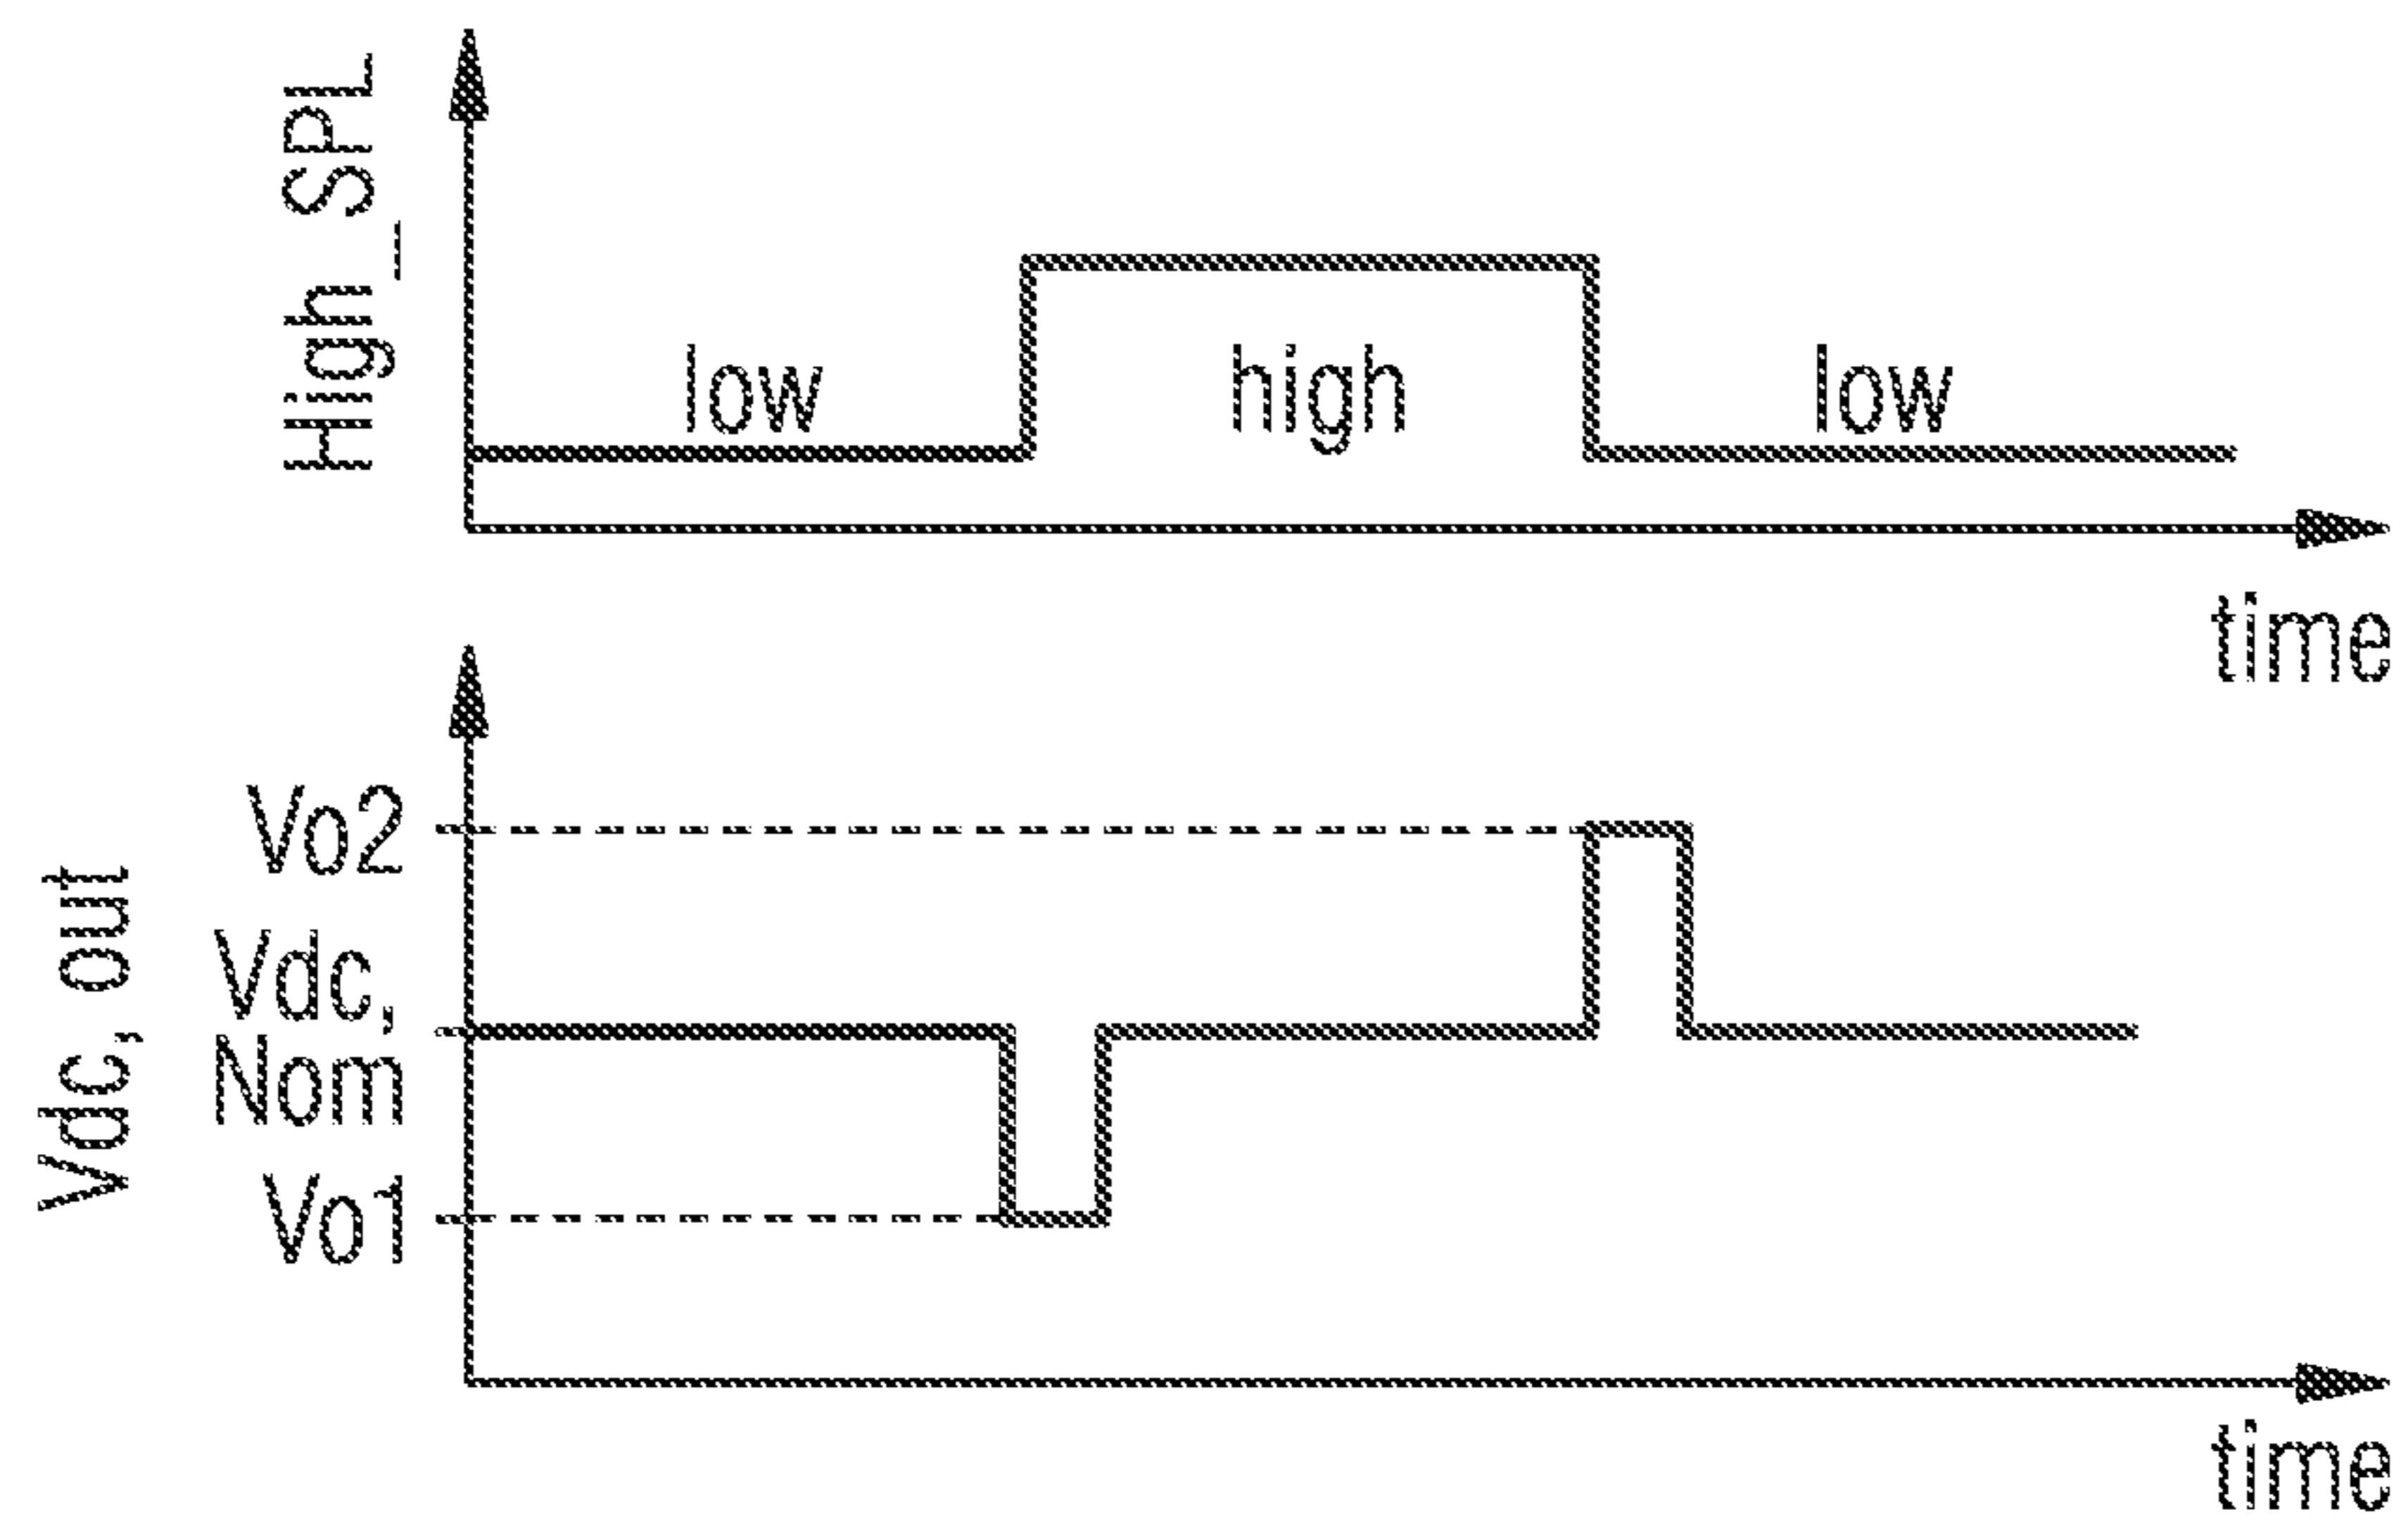 High_SPL
low
high
low
time
Vdc, out
Vo2
Vdc,
Nom
Vo1
time